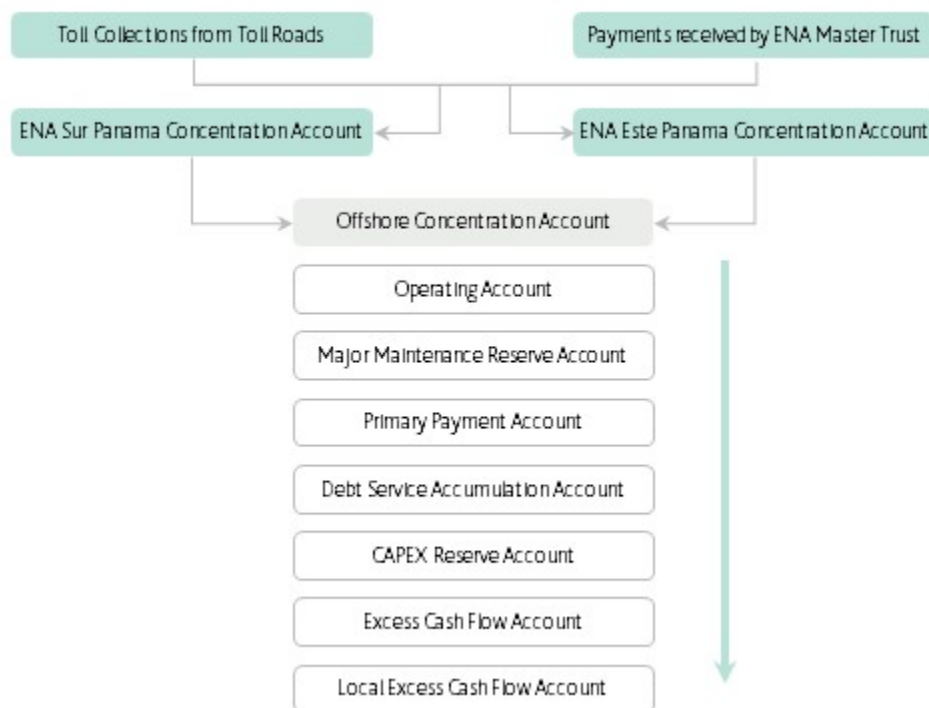 Toll Collections from Toll Roads
Payments received by ENA Master Trust
ENA Sur Panama Concentration Account
ENA Este Panama Concentration Account
Offshore Concentration Account
Operating Account
Major Maintenance Reserve Account
Primary Payment Account
Debt Service Accumulation Account
CAPEX Reserve Account
Excess Cash Flow Account
Local Excess Cash Flow Account